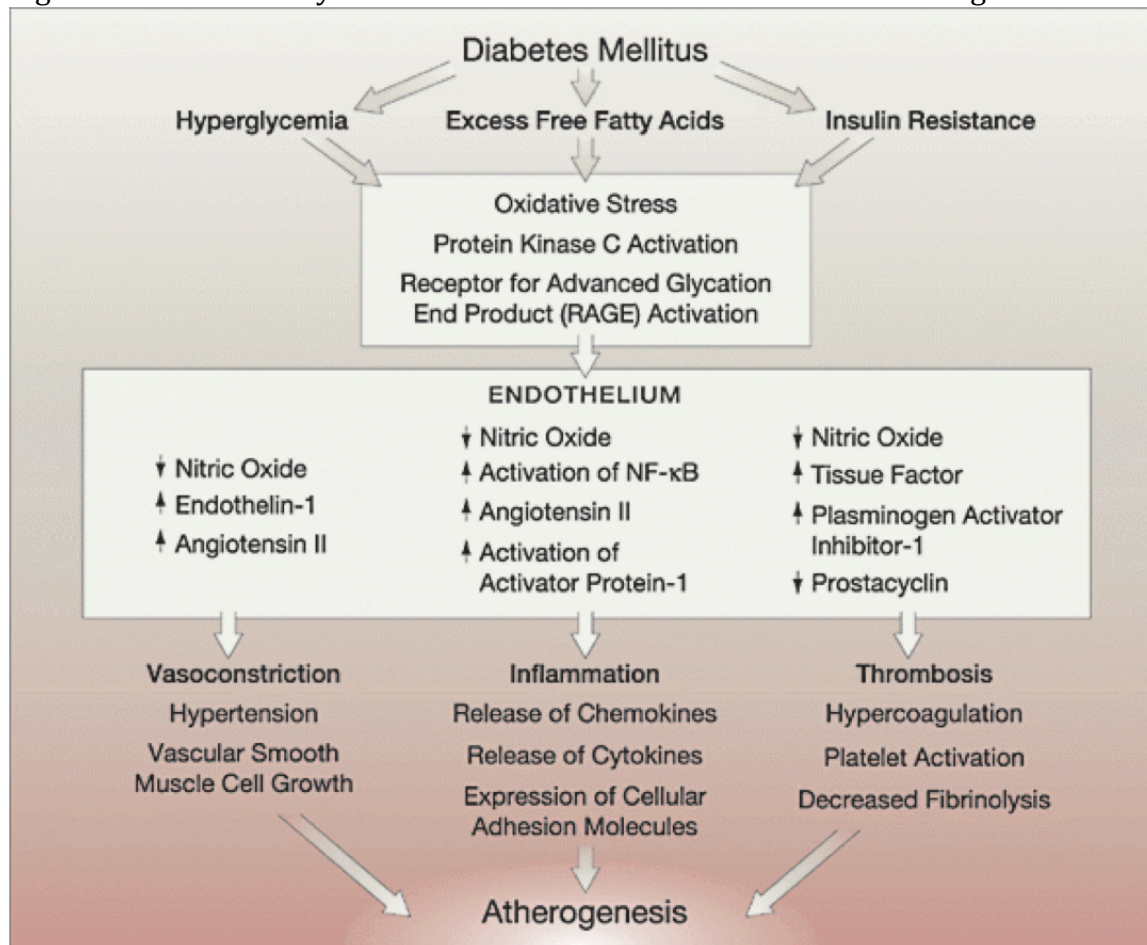 Diabetes Mellitus
Hyperglycemia
Excess Free Fatty Acids
Insulin Resistance
Oxidative Stress
Protein Kinase C Activation
Receptor for Advanced Glycation
End Product (RAGE) Activation
ENDOTHELIUM
↓ Nitric Oxide
↑ Endothelin-1
↑ Angiotensin II
↓ Nitric Oxide
↑ Activation of NF-κB
↑ Angiotensin II
↑ Activation of
Activator Protein-1
↓ Nitric Oxide
↑ Tissue Factor
↑ Plasminogen Activator
Inhibitor-1
↓ Prostacyclin
Vasoconstriction
Hypertension
Vascular Smooth
Muscle Cell Growth
Inflammation
Release of Chemokines
Release of Cytokines
Expression of Cellular
Adhesion Molecules
Thrombosis
Hypercoagulation
Platelet Activation
Decreased Fibrinolysis
Atherogenesis